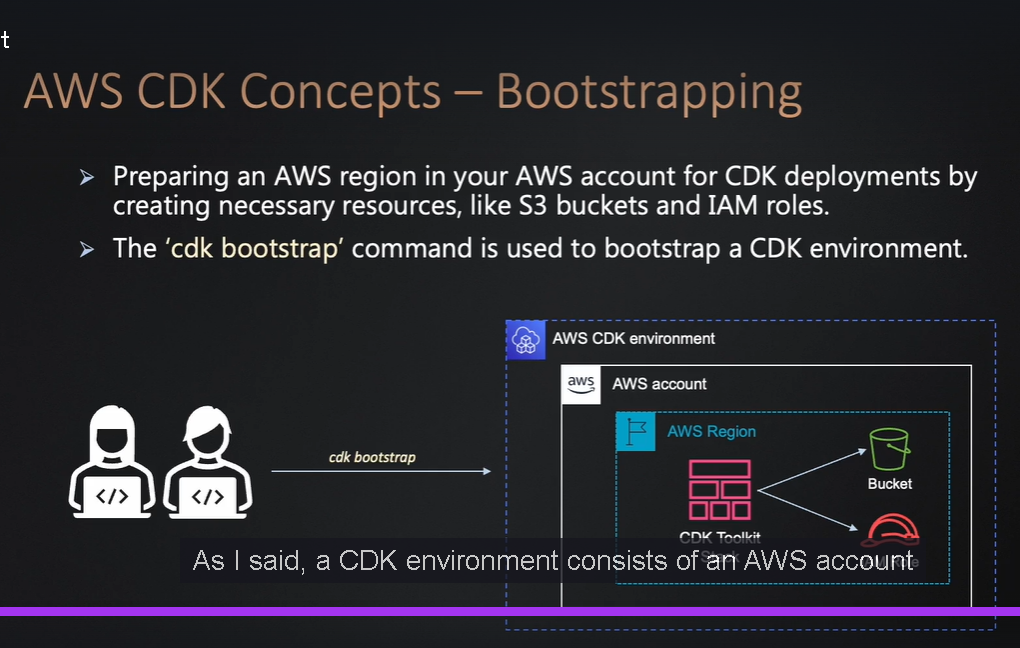 t
AWS CDK Concepts – Bootstrapping
Preparing an AWS region in your AWS account for CDK deployments by
creating necessary resources, like S3 buckets and IAM roles.
The ‘cdk bootstrap’ command is used to bootstrap a CDK environment.
AWS CDK environment
aws
AWS account
AWS Region
cdk bootstrap
</>
</>
Bucket
CDK Toolkit
As I said, a CDK environment consists of an AWS account